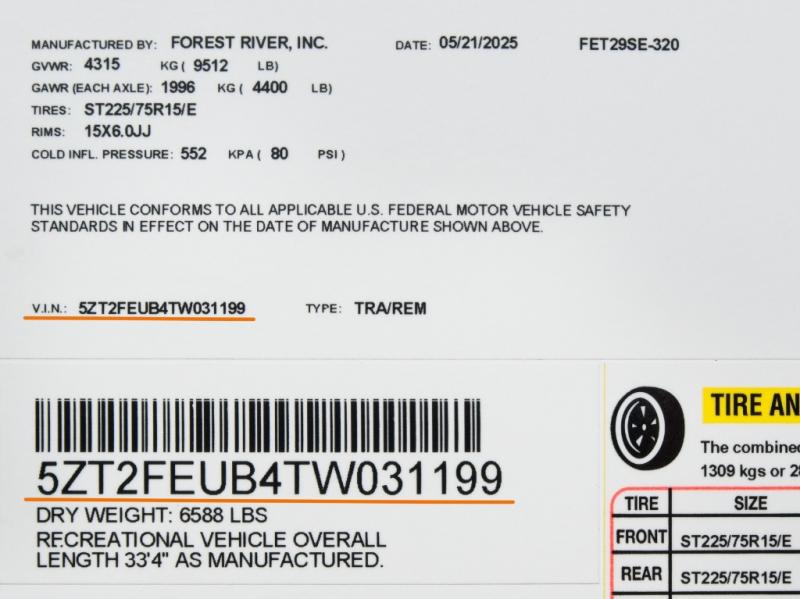 MANUFACTURED BY: FOREST RIVER, INC. DATE: 05/21/2025 FET29SE-320
GVWR: 4315 KG ( 9512 LB)
GAWR (EACH AXLE): 1996 KG ( 4400 LB)
TIRES: ST225/75R15/E
RIMS: 15X6.0JJ
COLD INFL. PRESSURE: 552 KPA ( 80 PSI )
THIS VEHICLE CONFORMS TO ALL APPLICABLE U.S. FEDERAL MOTOR VEHICLE SAFETY
STANDARDS IN EFFECT ON THE DATE OF MANUFACTURE SHOWN ABOVE.
V.I.N.: 5ZT2FEUB4TW031199 TYPE: TRA/REM
5ZT2FEUB4TW031199
DRY WEIGHT: 6588 LBS
RECREATIONAL VEHICLE OVERALL
LENGTH 33'4" AS MANUFACTURED.
TIRE AN
The combined
1309 kgs or 28
TIRE SIZE
FRONT ST225/75R15/E
REAR ST225/75R15/E